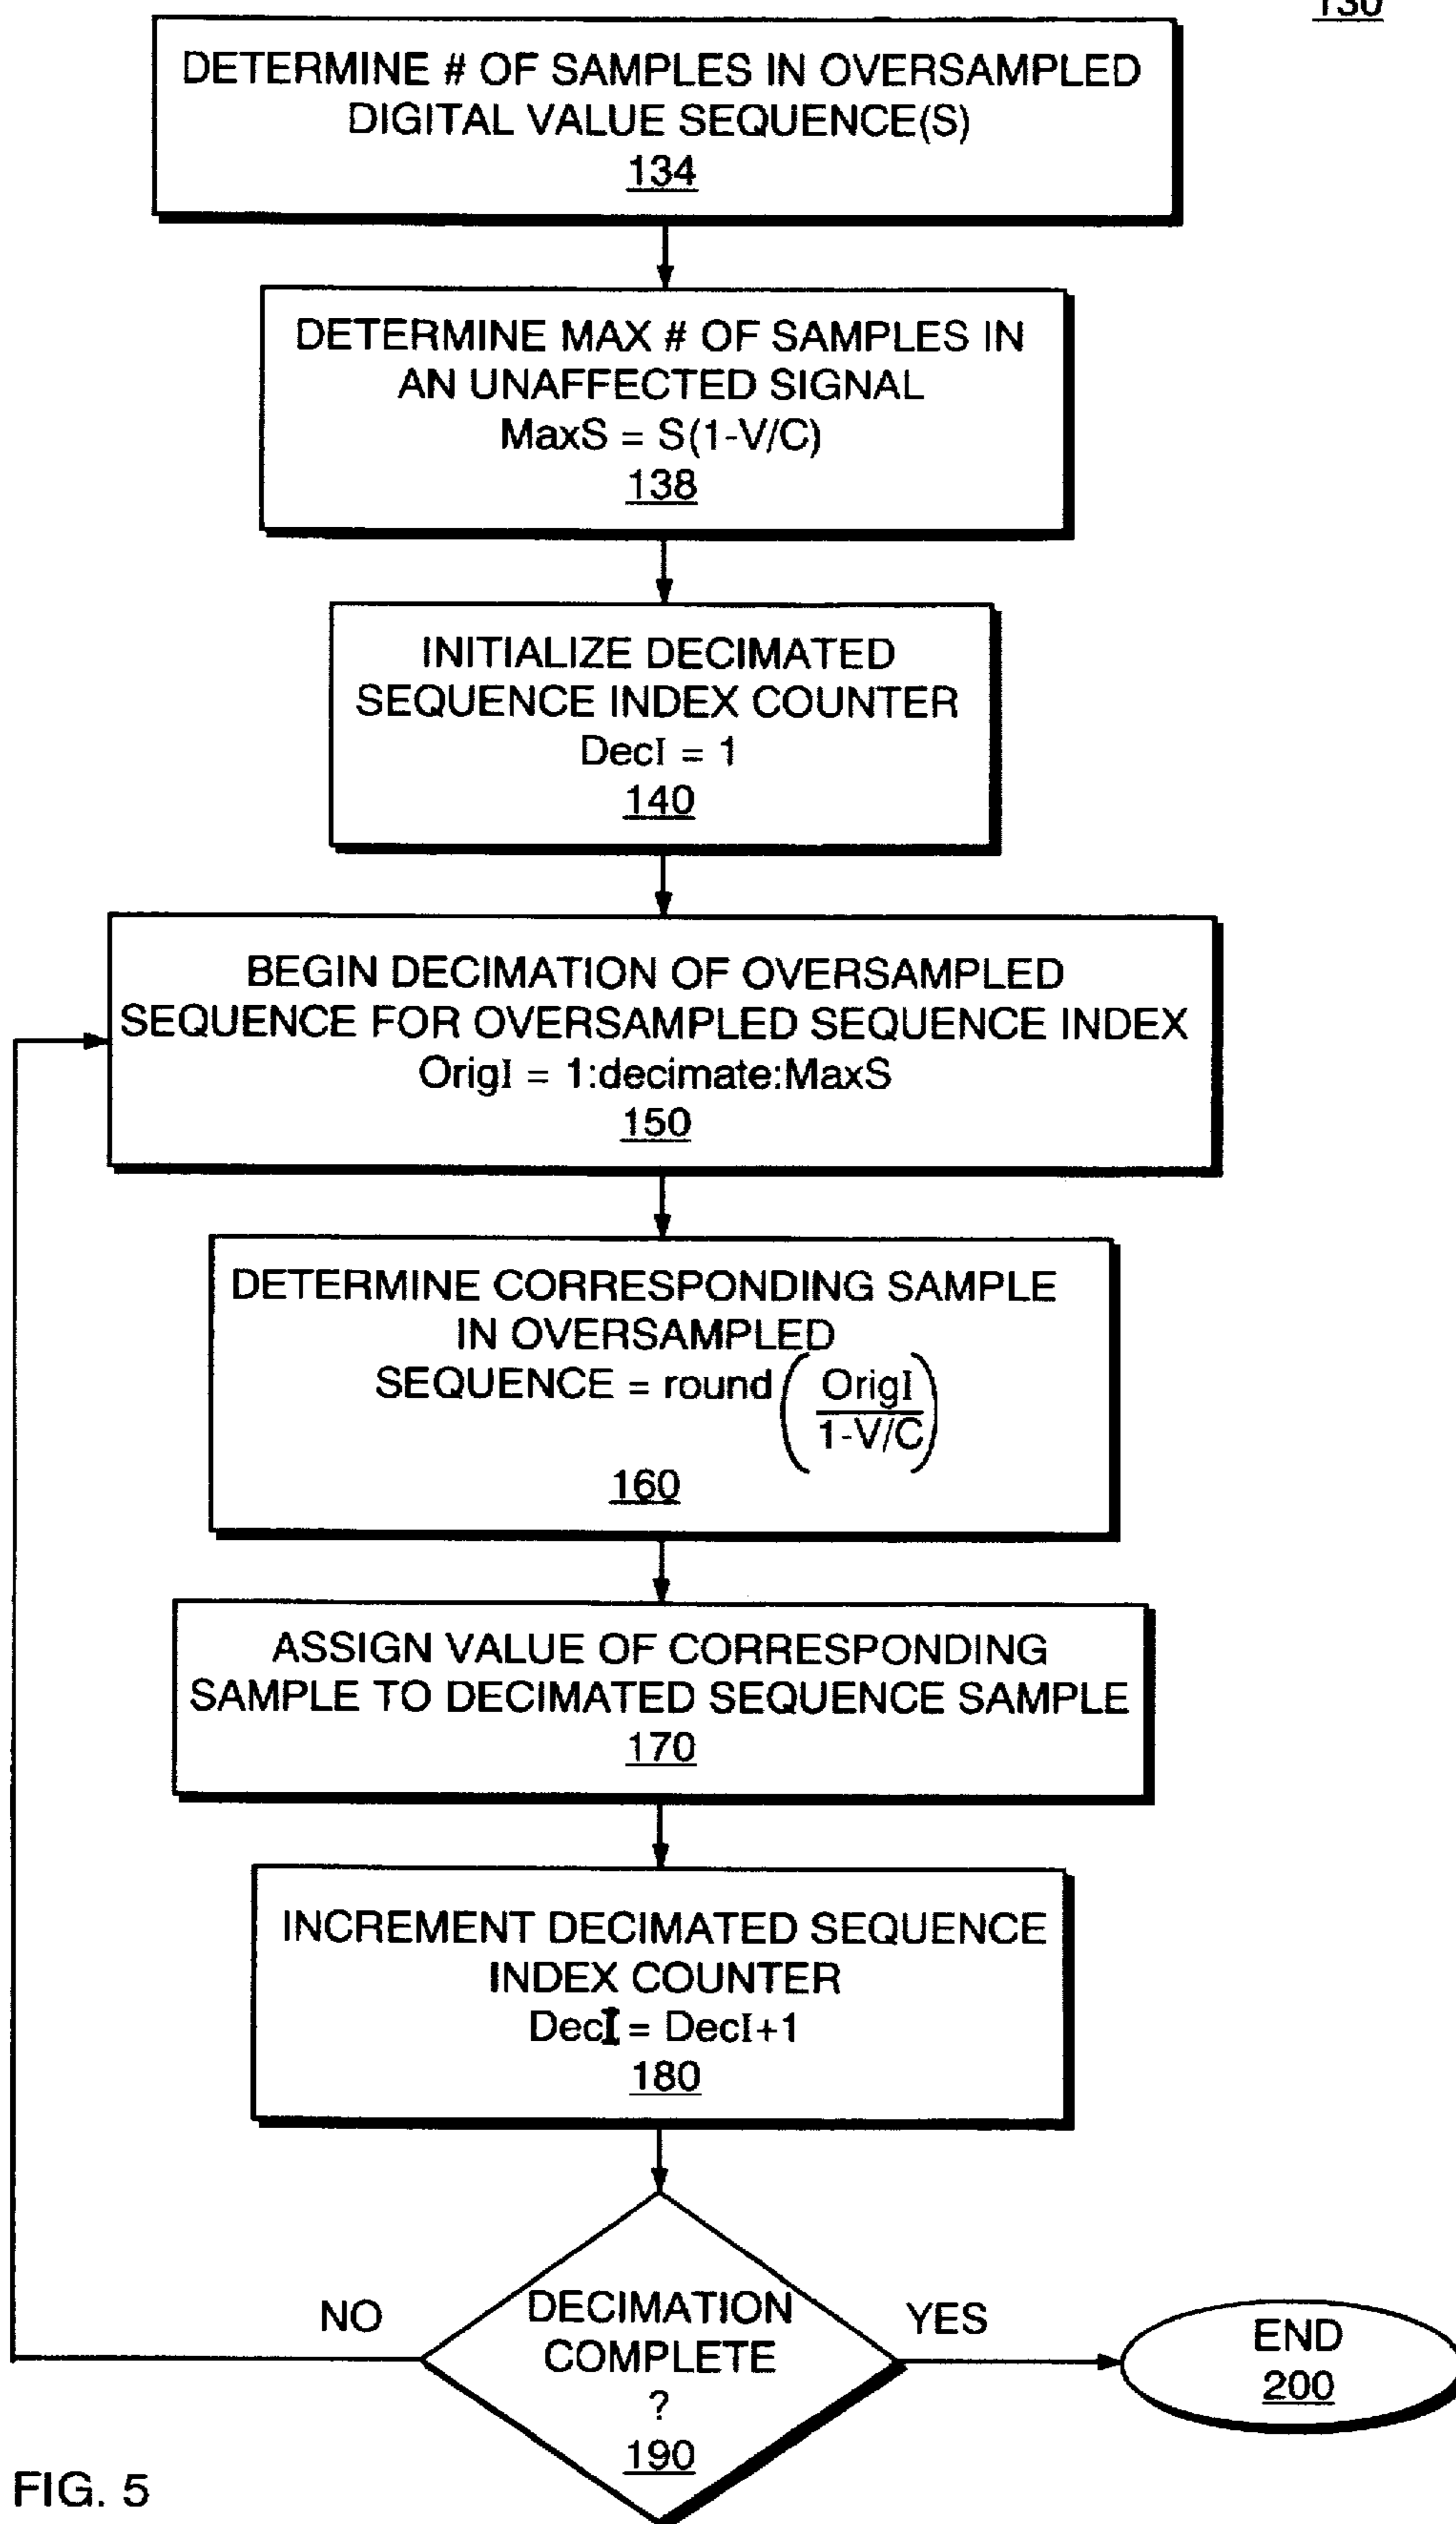 130
DETERMINE # OF SAMPLES IN OVERSAMPLED
DIGITAL VALUE SEQUENCE(S)
134
DETERMINE MAX # OF SAMPLES IN
AN UNAFFECTED SIGNAL
MaxS = S(1-V/C)
138
INITIALIZE DECIMATED
SEQUENCE INDEX COUNTER
DecI = 1
140
BEGIN DECIMATION OF OVERSAMPLED
SEQUENCE FOR OVERSAMPLED SEQUENCE INDEX
OrigI = 1:decimate:MaxS
150
DETERMINE CORRESPONDING SAMPLE
IN OVERSAMPLED
SEQUENCE = round(OrigI/1-V/C)
160
ASSIGN VALUE OF CORRESPONDING
SAMPLE TO DECIMATED SEQUENCE SAMPLE
170
INCREMENT DECIMATED SEQUENCE
INDEX COUNTER
DecI = DecI+1
180
NO
DECIMATION
COMPLETE
?
190
YES
END
200
FIG. 5